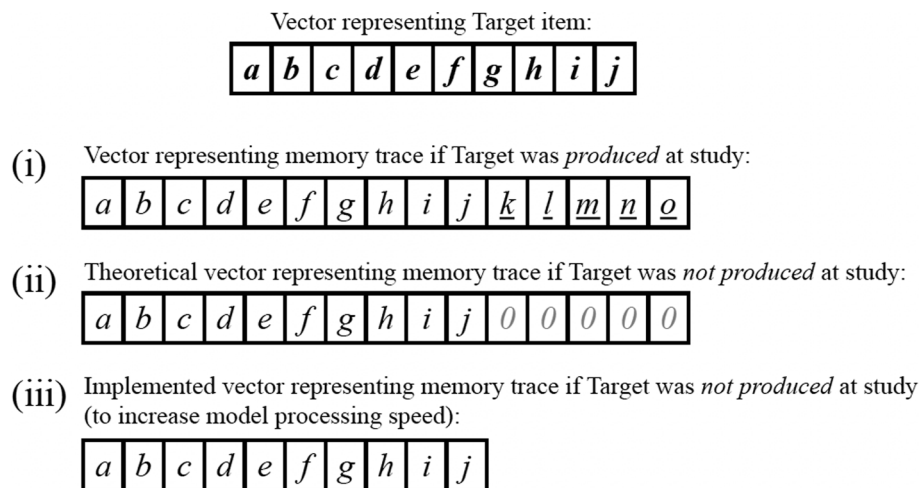 Vector representing Target item:
a b c d e f g h i j
(i) Vector representing memory trace if Target was produced at study:
a b c d e f g h i j k l m n o
(ii) Theoretical vector representing memory trace if Target was not produced at study:
a b c d e f g h i j 0 0 0 0 0
(iii) Implemented vector representing memory trace if Target was not produced at study
(to increase model processing speed):
a b c d e f g h i j